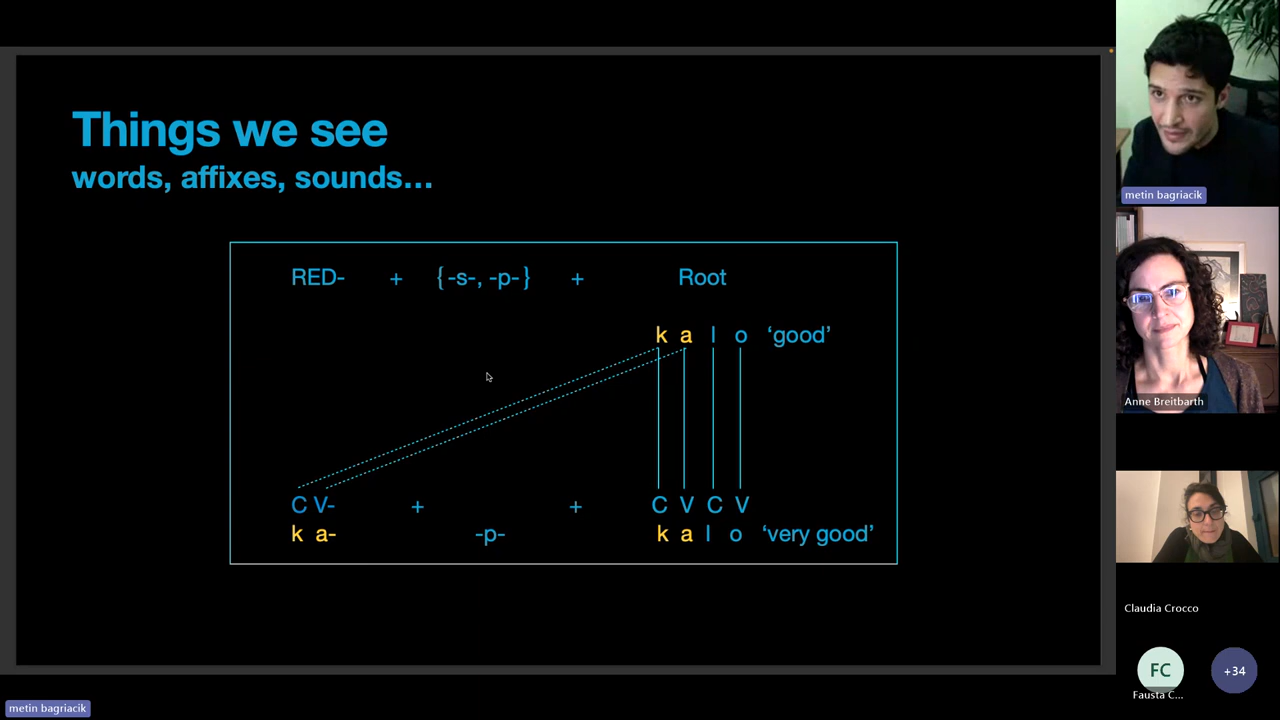 Things we see
words, affixes, sounds…
RED- + {-s-, -p-} + Root
k a l o ‘good’
C V- + + C V C V
k a- -p- k a l o ‘very good’
metin bagriacik
Anne Breitbarth
Claudia Crocco
FC +34
Fausta C...
metin bagriacik